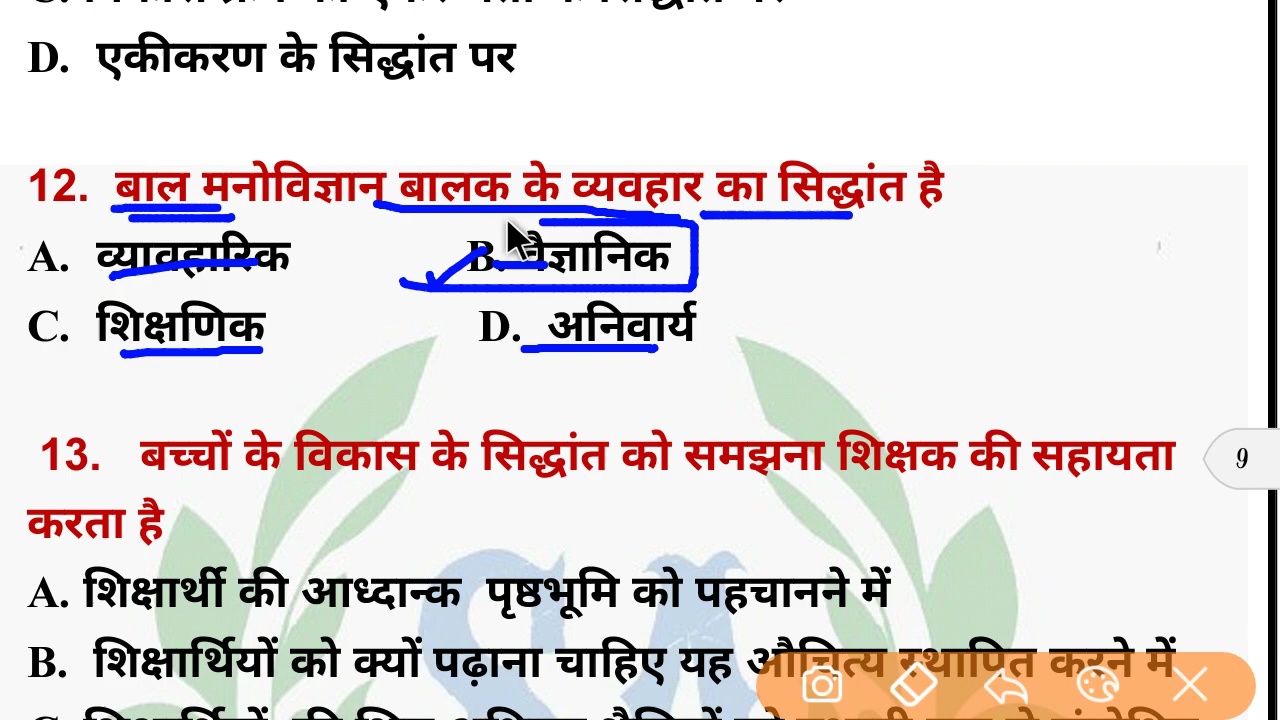 D. एकीकरण के सिद्धांत पर
12. बाल मनोविज्ञान बालक के व्यवहार का सिद्धांत है
A. व्यावहारिक B. वैज्ञानिक
C. शिक्षणिक D. अनिवार्य
13. बच्चों के विकास के सिद्धांत को समझना शिक्षक की सहायता
9
करता है
A. शिक्षार्थी की आध्दान्क पृष्ठभूमि को पहचानने में
B. शिक्षार्थियों को क्यों पढ़ाना चाहिए यह औचित्य स्थापित करने में